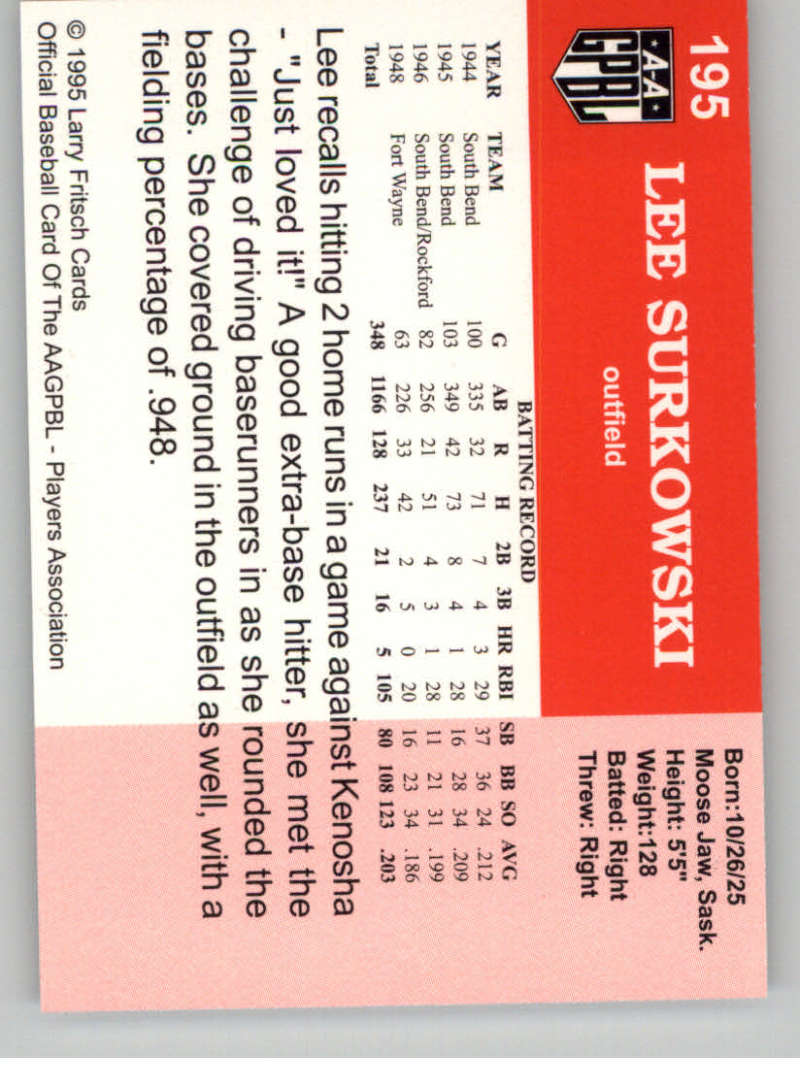 195
A-A
GPBL
LEE SURKOWSKI
outfield
Born:10/26/25
Moose Jaw, Sask.
Height: 5'5"
Weight:128
Batted: Right
Threw: Right
BATTING RECORD
YEAR TEAM G AB R H 2B 3B HR RBI SB BB SO AVG
1944 South Bend 100 335 32 71 7 4 3 29 37 36 24 .212
1945 South Bend 103 349 42 73 8 4 1 28 16 28 34 .209
1946 South Bend/Rockford 82 256 21 51 4 3 1 28 11 21 31 .199
1948 Fort Wayne 63 226 33 42 2 5 0 20 16 23 34 .186
Total 348 1166 128 237 21 16 5 105 80 108 123 .203
Lee recalls hitting 2 home runs in a game against Kenosha
- "Just loved it!" A good extra-base hitter, she met the
challenge of driving baserunners in as she rounded the
bases. She covered ground in the outfield as well, with a
fielding percentage of .948.
© 1995 Larry Fritsch Cards
Official Baseball Card Of The AAGPBL - Players Association